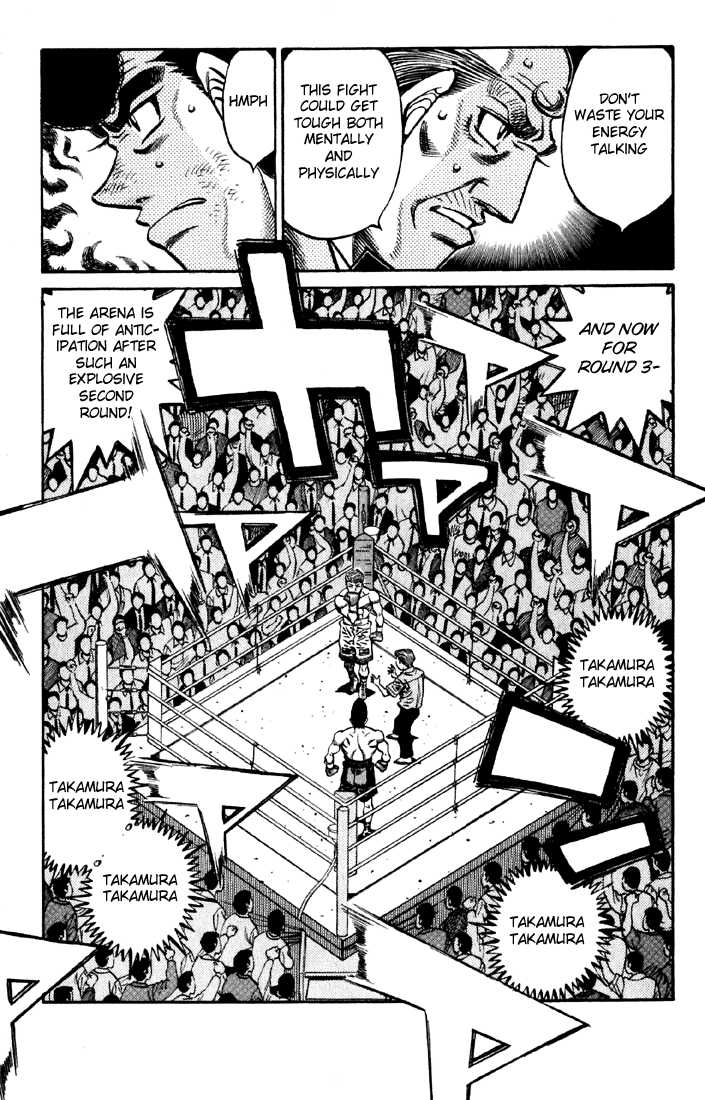 DON'T
WASTE YOUR
ENERGY
TALKING
THIS FIGHT
COULD GET
TOUGH BOTH
MENTALLY
AND
PHYSICALLY
HMPH
AND NOW
FOR
ROUND 3-
THE ARENA IS
FULL OF ANTIC-
IPATION AFTER
SUCH AN
EXPLOSIVE
SECOND
ROUND!
TAKAMURA
TAKAMURA
TAKAMURA
TAKAMURA
TAKAMURA
TAKAMURA
TAKAMURA
TAKAMURA